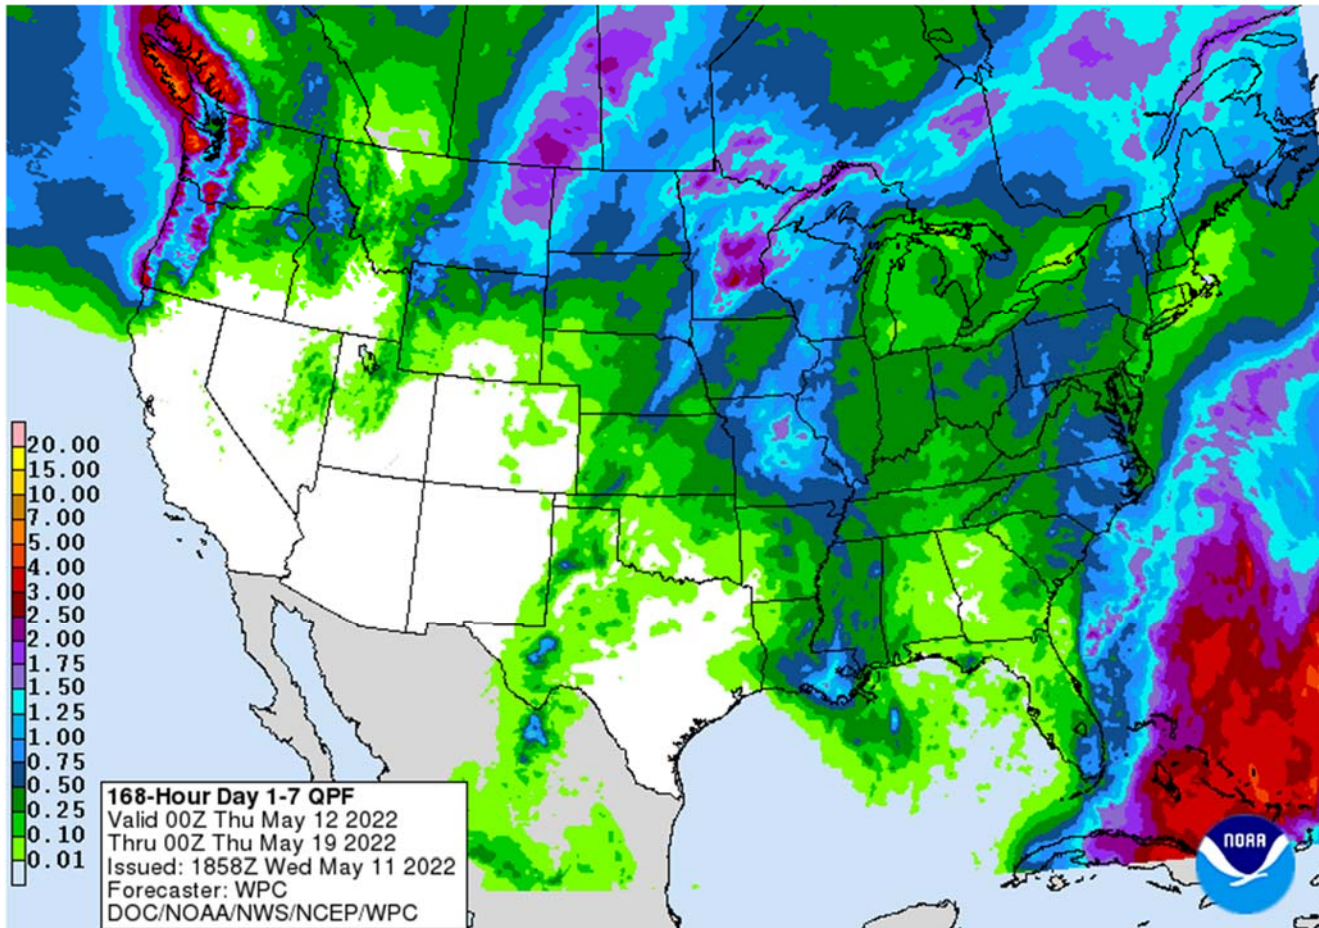 20.00
15.00
10.00
7.00
5.00
4.00
3.00
2.50
2.00
1.75
1.50
1.25
1.00
0.75
0.50
0.25
0.10
0.01
168-Hour Day 1-7 QPF
Valid 00Z Thu May 12 2022
Thru 00Z Thu May 19 2022
Issued: 1858Z Wed May 11 2022
Forecaster: WPC
DOC/NOAA/NWS/NCEP/WPC
NOAA